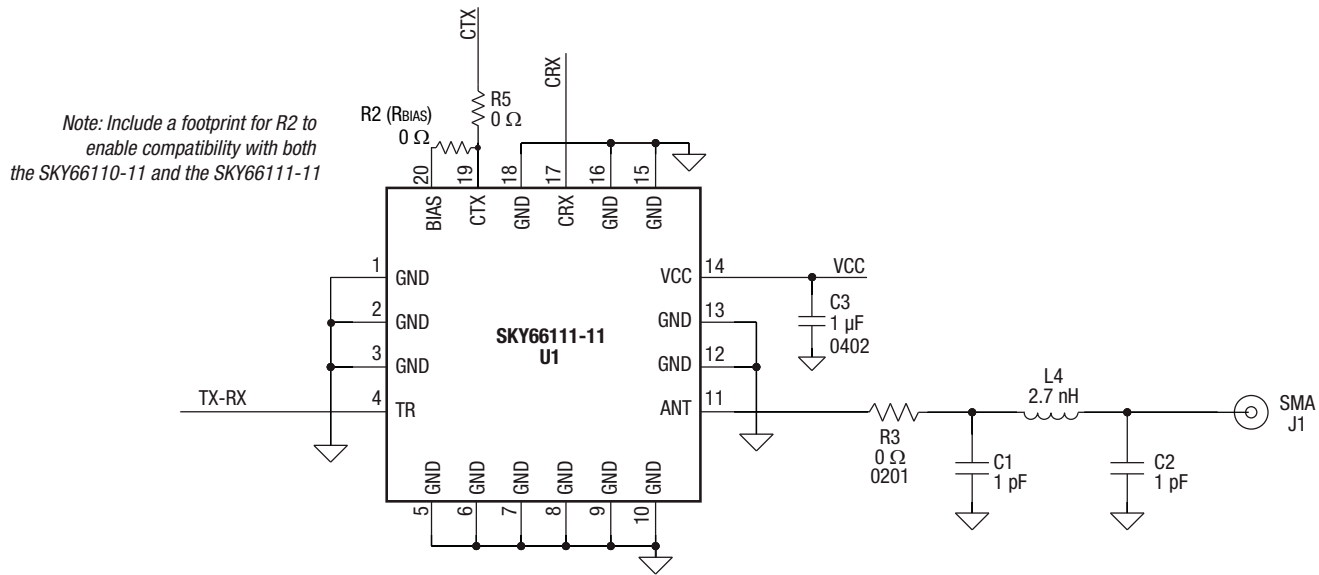 CTX
CRX
R5
0 Ω
R2 (RBIAS)
0 Ω
Note: Include a footprint for R2 to
enable compatibility with both
the SKY66110-11 and the SKY66111-11
20
19
18
17
16
15
BIAS
CTX
GND
CRX
GND
GND
1
GND
2
GND
3
GND
TX-RX
4
TR
SKY66111-11
U1
VCC
14
VCC
GND
13
GND
12
ANT
11
C3
1 µF
0402
R3
0 Ω
0201
C1
1 pF
L4
2.7 nH
C2
1 pF
SMA
J1
GND
GND
GND
GND
GND
GND
5
6
7
8
9
10